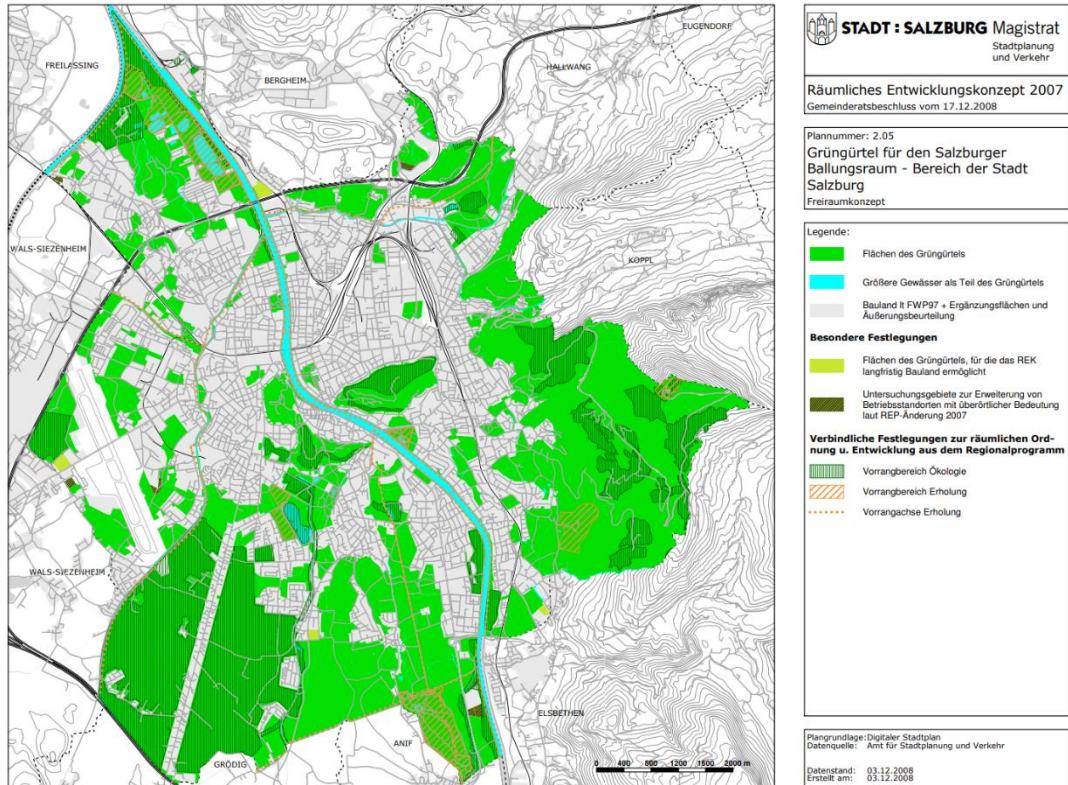 FREILASSING
BERGHEIM
EUGENDORF
HALLWANG
WALS-SIEZENHEIM
KOPPL
WALS-SIEZENHEIM
ELSBETHEN
ANIF
GRÖDIG
0 400 800 1200 1600 2000 m
STADT : SALZBURG Magistrat
Stadtplanung
und Verkehr
Räumliches Entwicklungskonzept 2007
Gemeinderatsbeschluss vom 17.12.2008
Plannummer: 2.05
Grüngürtel für den Salzburger
Ballungsraum - Bereich der Stadt
Salzburg
Freiraumkonzept
Legende:
Flächen des Grüngürtels
Größere Gewässer als Teil des Grüngürtels
Bauland lt FWP97 + Ergänzungsflächen und
Äußerungsbeurteilung
Besondere Festlegungen
Flächen des Grüngürtels, für die das REK
langfristig Bauland ermöglicht
Untersuchungsgebiete zur Erweiterung von
Betriebsstandorten mit überörtlicher Bedeutung
laut REP-Änderung 2007
Verbindliche Festlegungen zur räumlichen Ord-
nung u. Entwicklung aus dem Regionalprogramm
Vorrangbereich Ökologie
Vorrangbereich Erholung
Vorrangachse Erholung
Plangrundlage: Digitaler Stadtplan
Datenquelle: Amt für Stadtplanung und Verkehr
Datenstand: 03.12.2008
Erstellt am: 03.12.2008